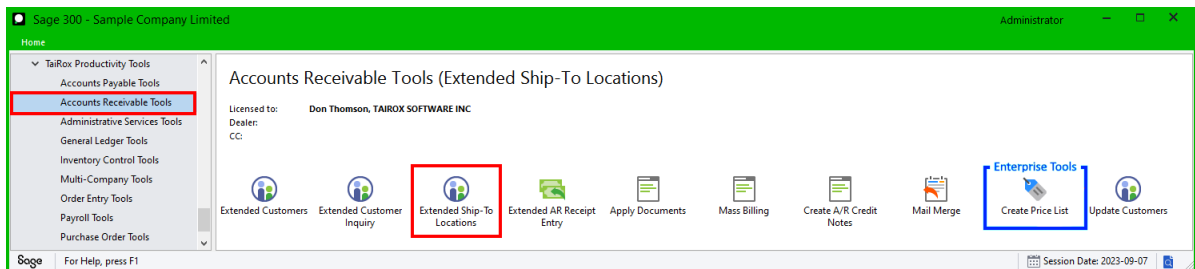 Sage 300 - Sample Company Limited
Administrator
Home
TaiRox Productivity Tools
Accounts Payable Tools
Accounts Receivable Tools
Administrative Services Tools
General Ledger Tools
Inventory Control Tools
Multi-Company Tools
Order Entry Tools
Payroll Tools
Purchase Order Tools
Accounts Receivable Tools (Extended Ship-To Locations)
Licensed to: Don Thomson, TAIROX SOFTWARE INC
Dealer:
CC:
Enterprise Tools
Extended Customers
Extended Customer
Inquiry
Extended Ship-To
Locations
Extended AR Receipt
Entry
Apply Documents
Mass Billing
Create A/R Credit
Notes
Mail Merge
Create Price List
Update Customers
Sage For Help, press F1
Session Date: 2023-09-07